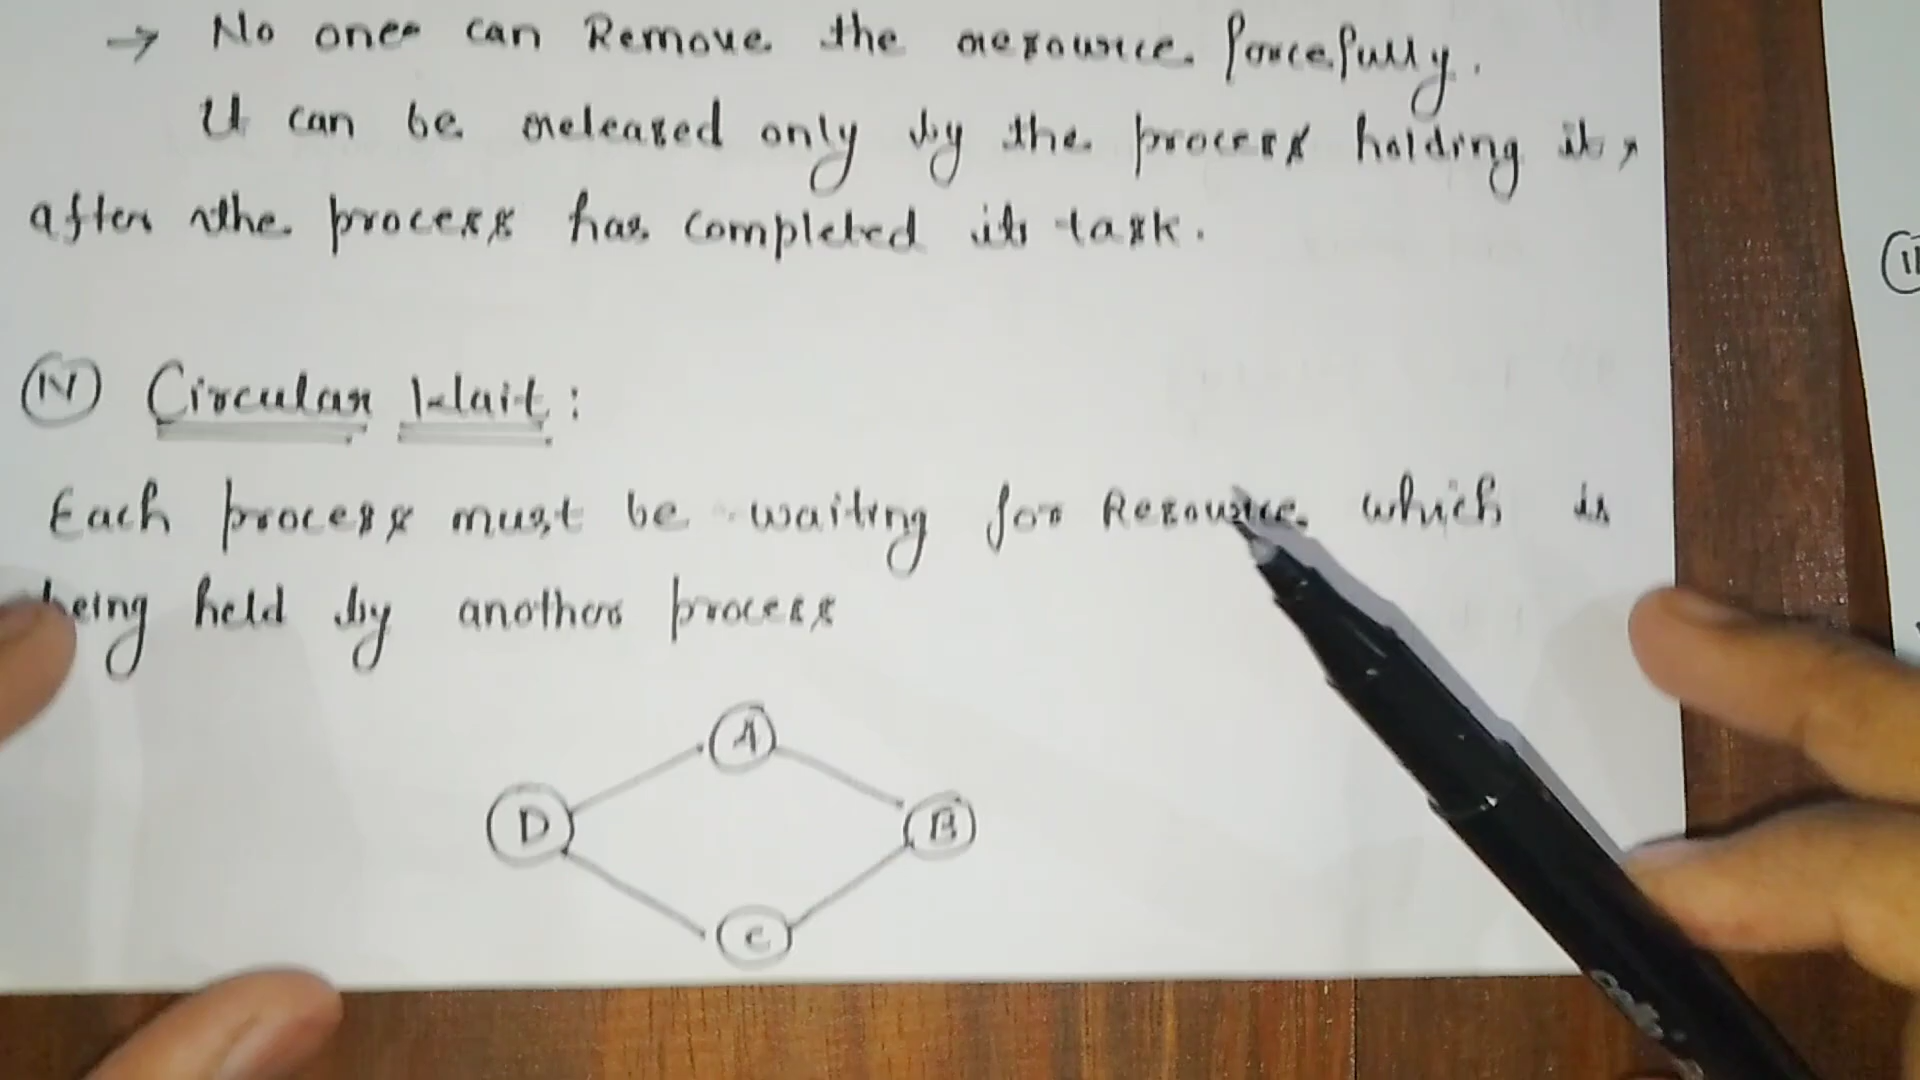 → No one can Remove the resource forcefully.
It can be released only by the process holding it,
after the process has completed its task.
IV Circular Wait:
Each process must be waiting for Resource which is
being held by another process
A
D B
C